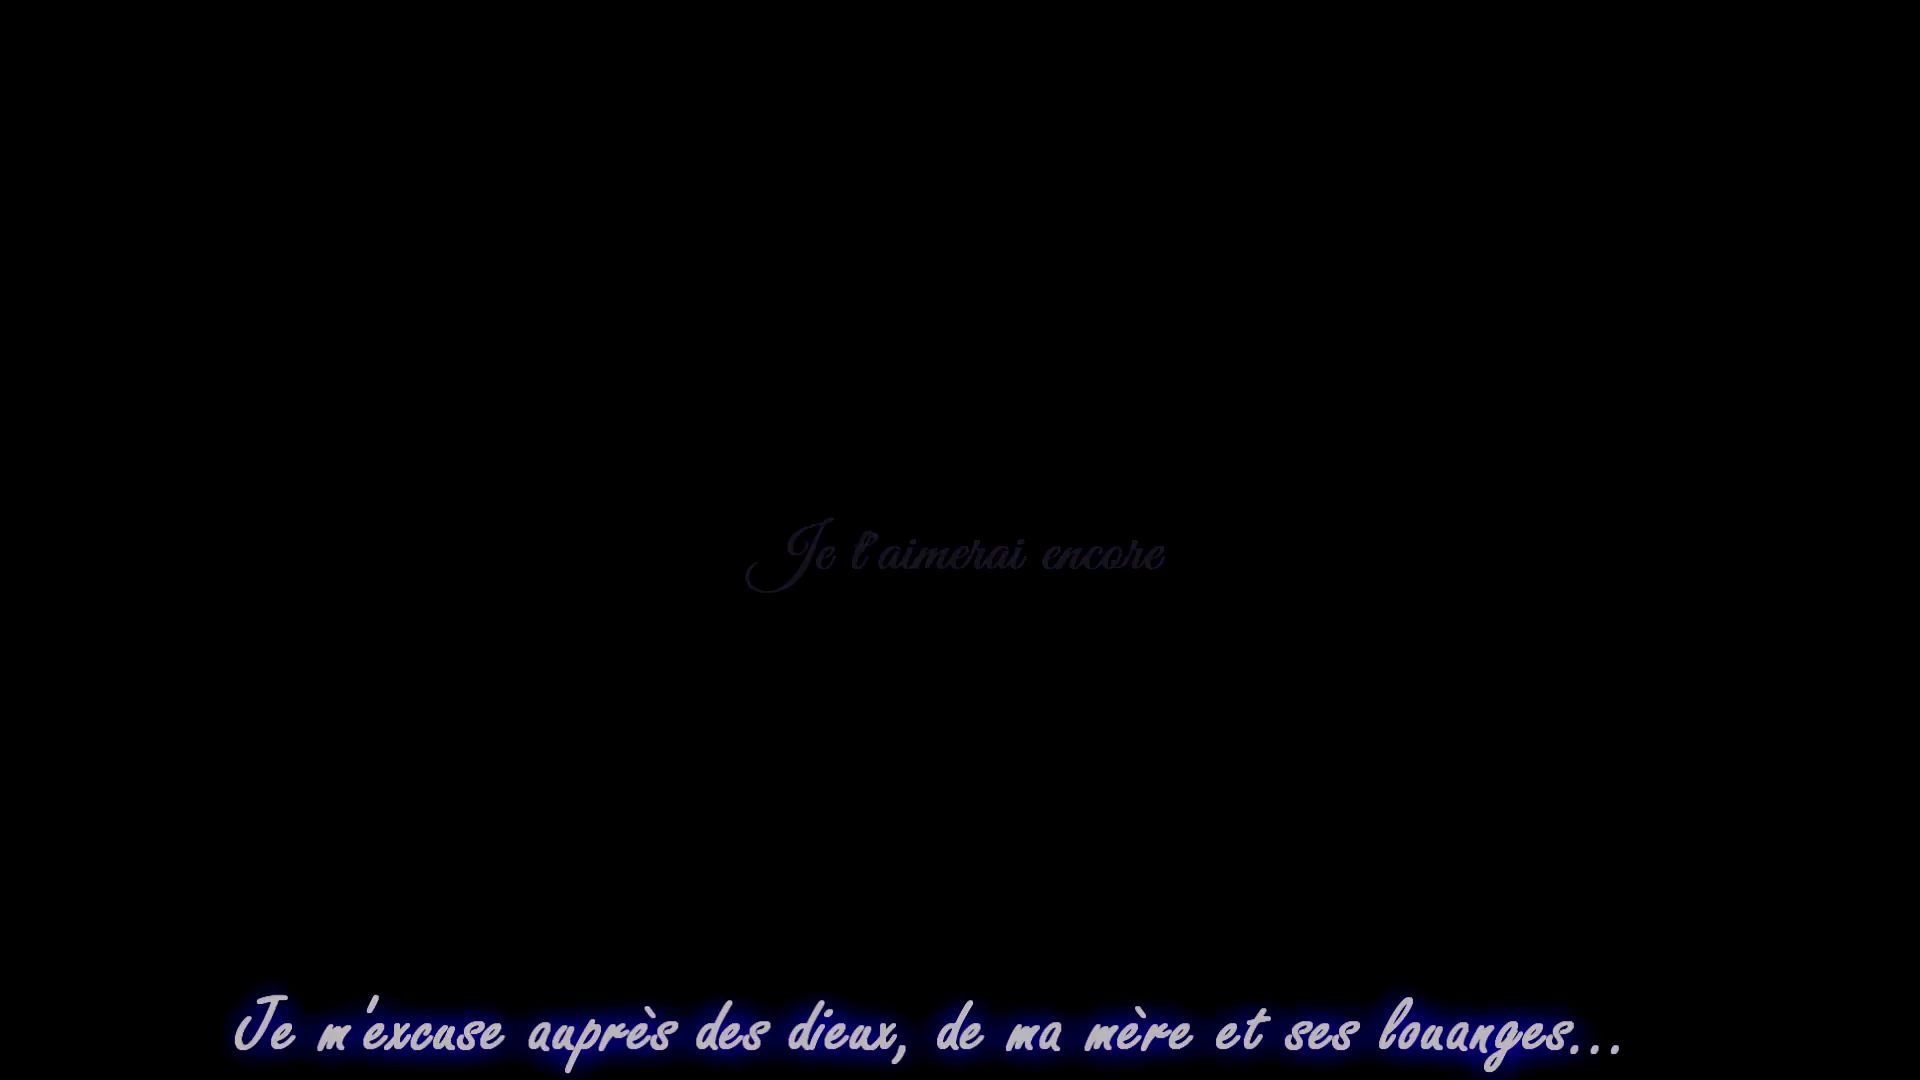 Je l'aimerai encore
Je m'excuse auprès des dieux, de ma mère et ses louanges...